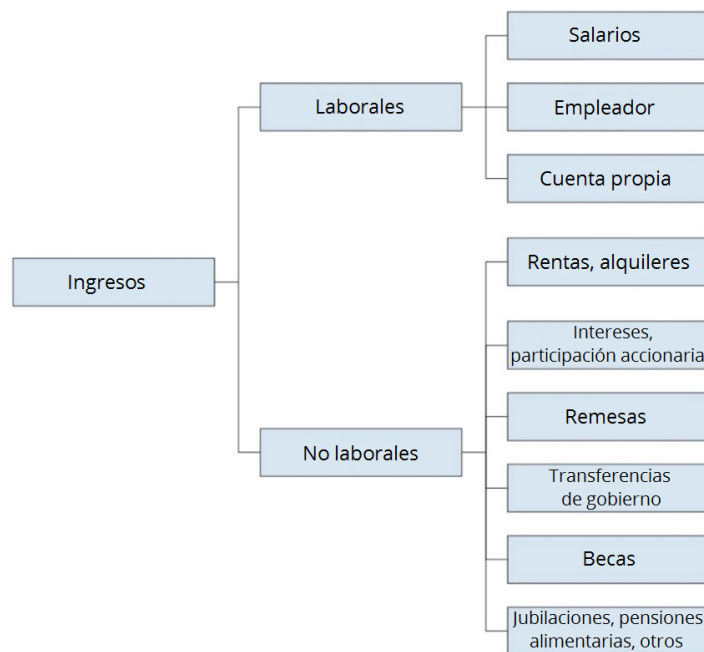 Ingresos
Laborales
Salarios
Empleador
Cuenta propia
No laborales
Rentas, alquileres
Intereses,
participación accionaria
Remesas
Transferencias
de gobierno
Becas
Jubilaciones, pensiones
alimentarias, otros